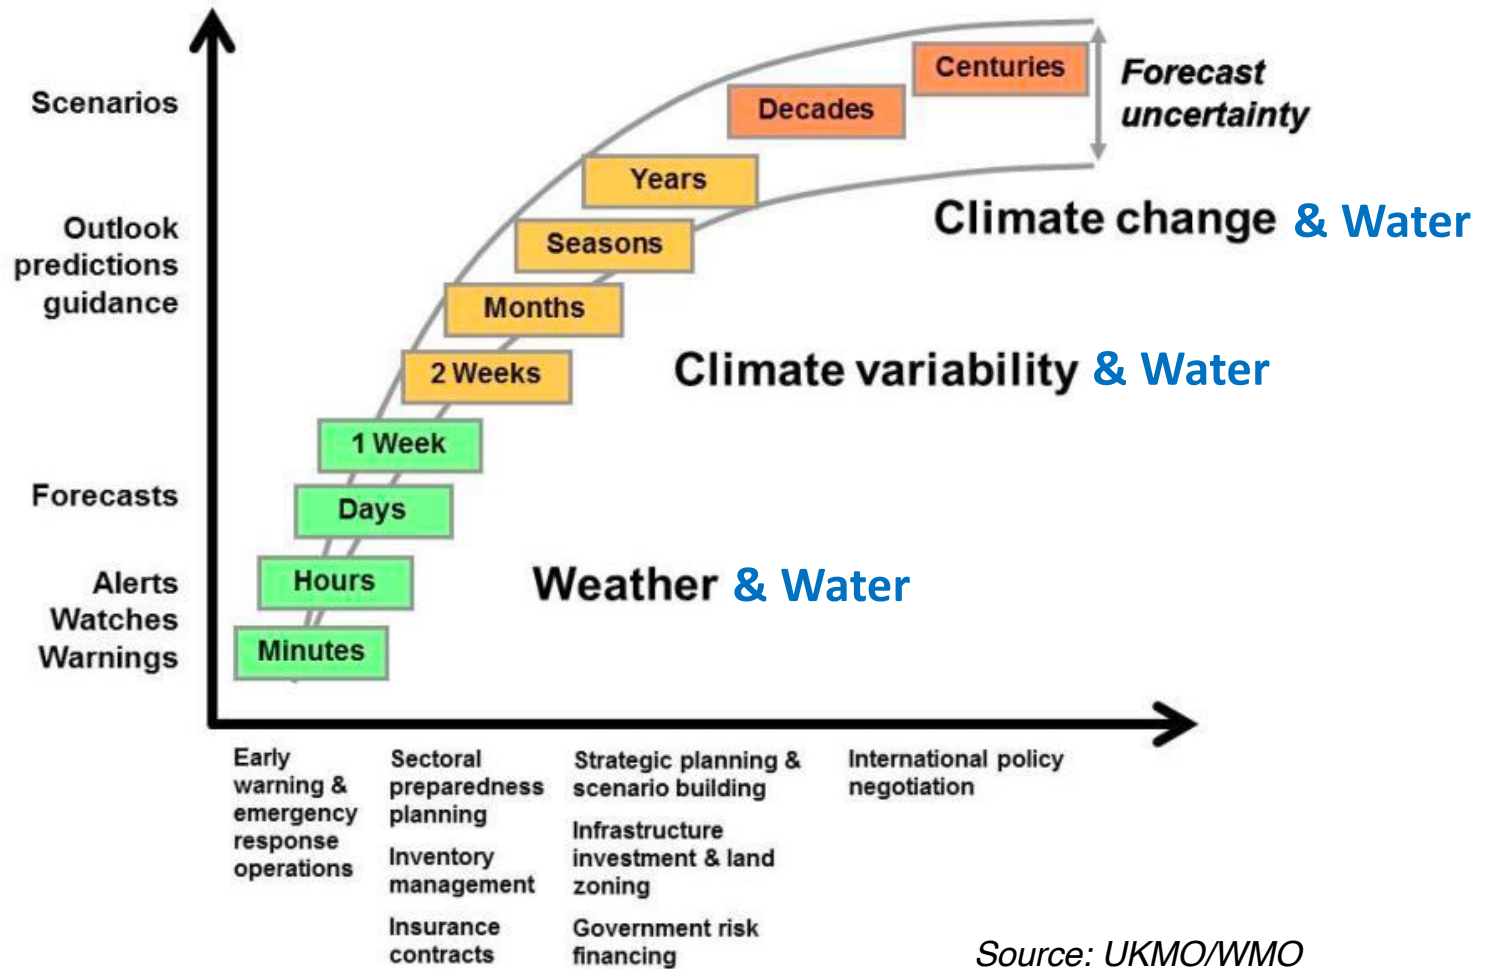 Scenarios
Outlook
predictions
guidance
Forecasts
Alerts
Watches
Warnings
Centuries
Decades
Years
Seasons
Months
2 Weeks
1 Week
Days
Hours
Minutes
Forecast
uncertainty
Climate change & Water
Climate variability & Water
Weather & Water
Early
warning &
emergency
response
operations
Sectoral
preparedness
planning
Inventory
management
Insurance
contracts
Strategic planning &
scenario building
Infrastructure
investment & land
zoning
Government risk
financing
International policy
negotiation
Source: UKMO/WMO